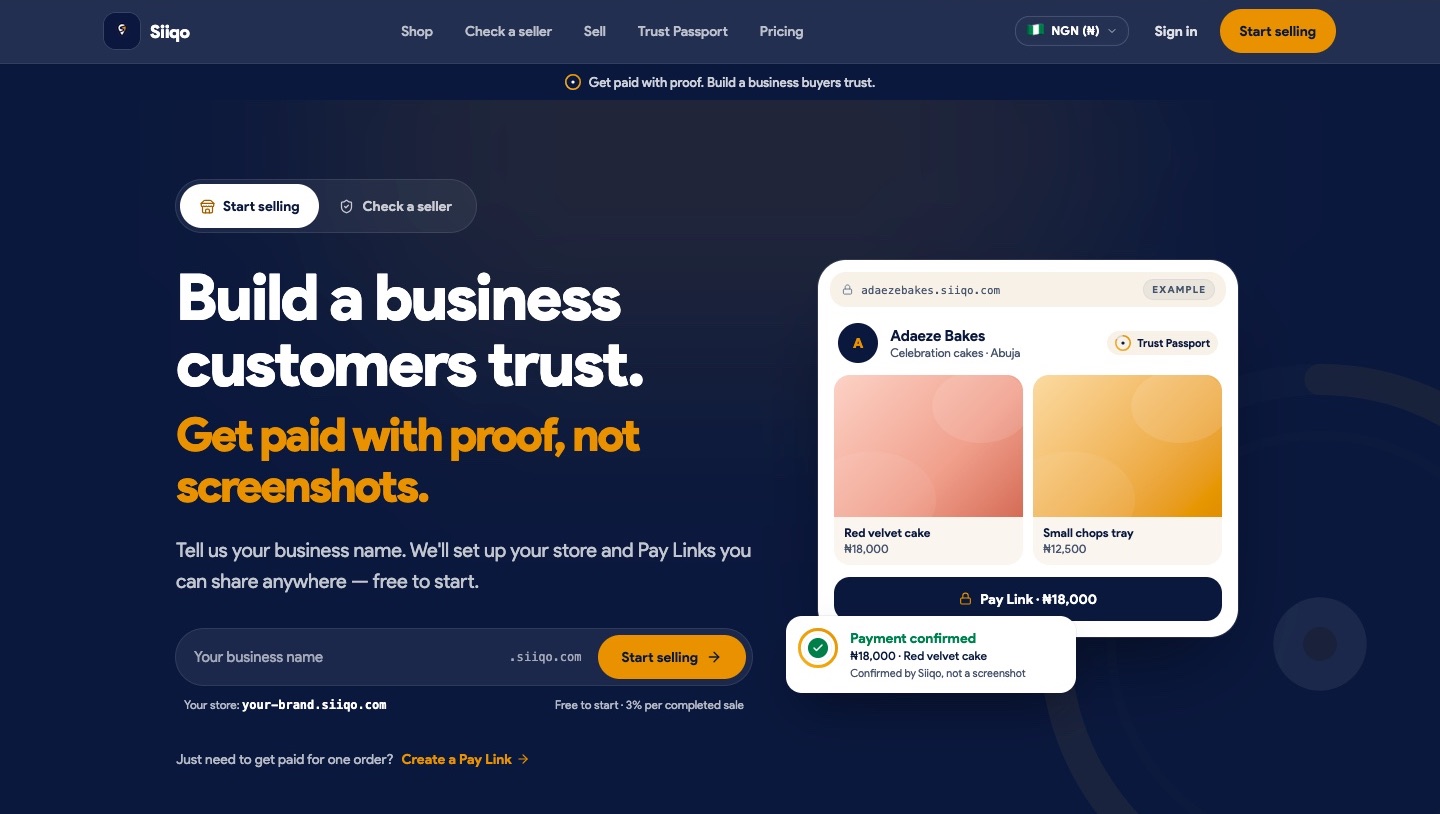 Siiqo
Shop
Check a seller
Sell
Trust Passport
Pricing
NGN (₦)
Sign in
Start selling
Get paid with proof. Build a business buyers trust.
Start selling
Check a seller
Build a business
customers trust.
Get paid with proof, not
screenshots.
Tell us your business name. We'll set up your store and Pay Links you
can share anywhere — free to start.
Your business name
.siiqo.com
Start selling
Your store: your-brand.siiqo.com
Free to start · 3% per completed sale
Just need to get paid for one order? Create a Pay Link
adaezebakes.siiqo.com
EXAMPLE
A
Adaeze Bakes
Celebration cakes · Abuja
Trust Passport
Red velvet cake
₦18,000
Small chops tray
₦12,500
Pay Link · ₦18,000
Payment confirmed
₦18,000 · Red velvet cake
Confirmed by Siiqo, not a screenshot